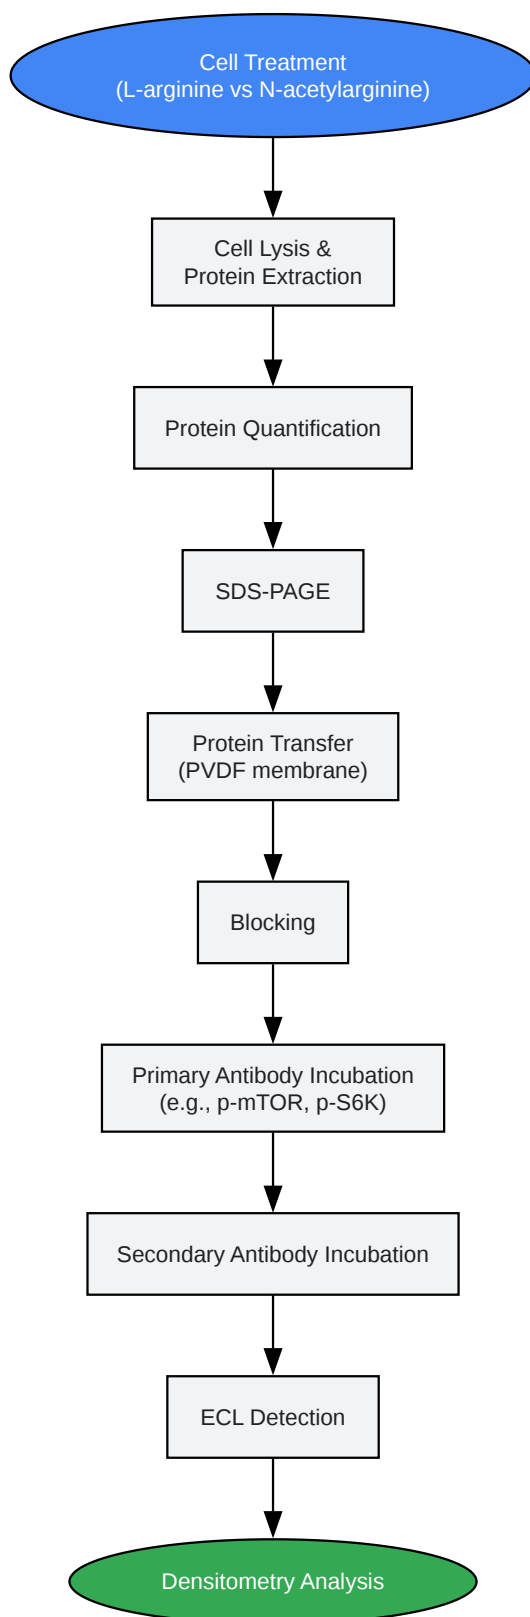 Cell Treatment
(L-arginine vs N-acetylarginine)
Cell Lysis &
Protein Extraction
Protein Quantification
SDS-PAGE
Protein Transfer
(PVDF membrane)
Blocking
Primary Antibody Incubation
(e.g., p-mTOR, p-S6K)
Secondary Antibody Incubation
ECL Detection
Densitometry Analysis